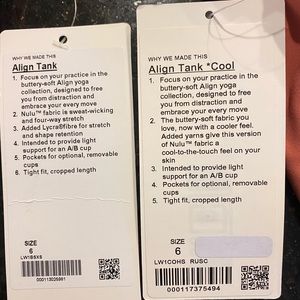 WHY WE MADE THIS
Align Tank
1. Focus on your practice in the
buttery-soft Align yoga
collection, designed to free
you from distraction and
embrace your every move
2. Nulu™ fabric is sweat-wicking
and four-way stretch
3. Added Lycra®fibre for stretch
and shape retention
4. Intended to provide light
support for an A/B cup
5. Pockets for optional, removable
cups
6. Tight fit, cropped length
SIZE
6
WHY WE MADE THIS
Align Tank *Cool
1. Focus on your practice in the
buttery-soft Align yoga
collection, designed to free
you from distraction and
embrace your every move
2. The buttery-soft fabric you
love, now with a cooler feel.
Added yarns give this version
of Nulu™ fabric a
cool-to-the-touch feel on your
skin
3. Intended to provide light
support for an A/B cup
4. Pockets for optional, removable
cups
5. Tight fit, cropped length
SIZE
6
LW1COHS RUSC
000117375494